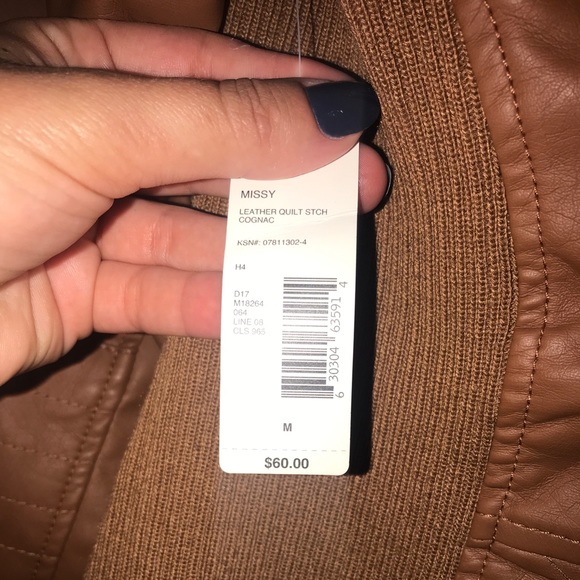 MISSY
LEATHER QUILT STCH
COGNAC
KSN#: 07811302-4
H4
D17
M18264
064
LINE 68
CLS 965
6 30304 63591 4
M
$60.00